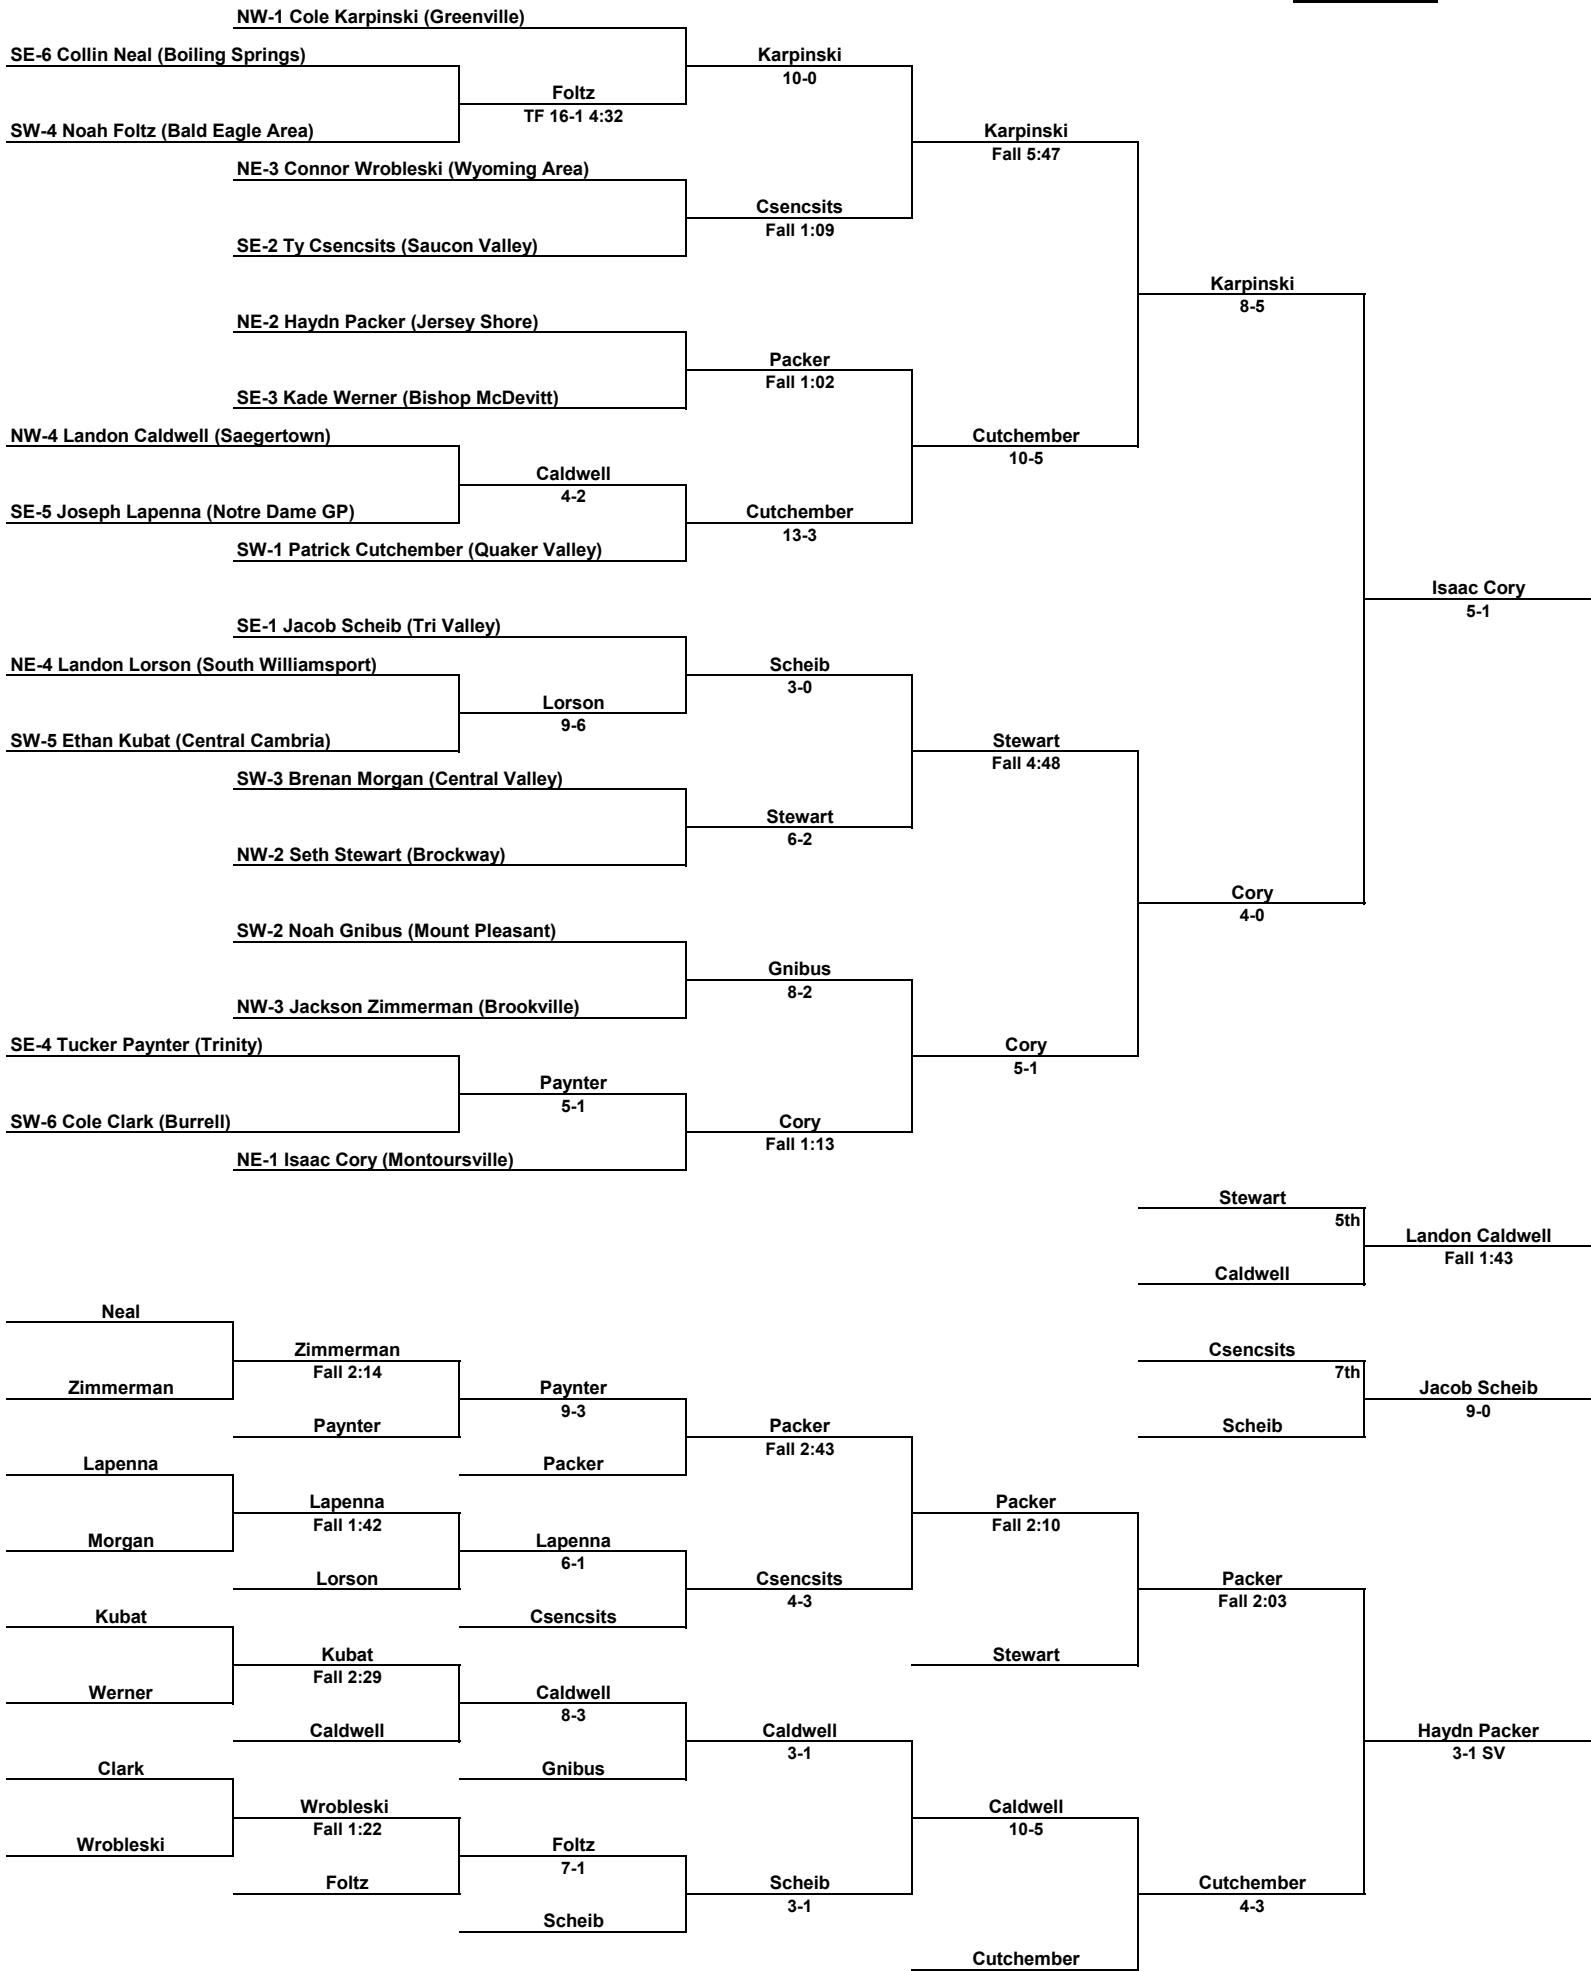 NW-1 Cole Karpinski (Greenville)
SE-6 Collin Neal (Boiling Springs)
Karpinski
10-0
Foltz
TF 16-1 4:32
SW-4 Noah Foltz (Bald Eagle Area)
Karpinski
Fall 5:47
NE-3 Connor Wrobleski (Wyoming Area)
Csencsits
Fall 1:09
SE-2 Ty Csencsits (Saucon Valley)
Karpinski
8-5
NE-2 Haydn Packer (Jersey Shore)
Packer
Fall 1:02
SE-3 Kade Werner (Bishop McDevitt)
NW-4 Landon Caldwell (Saegertown)
Cutchember
10-5
Caldwell
4-2
SE-5 Joseph Lapenna (Notre Dame GP)
Cutchember
13-3
SW-1 Patrick Cutchember (Quaker Valley)
Isaac Cory
5-1
SE-1 Jacob Scheib (Tri Valley)
NE-4 Landon Lorson (South Williamsport)
Scheib
3-0
Lorson
9-6
SW-5 Ethan Kubat (Central Cambria)
Stewart
Fall 4:48
SW-3 Brenan Morgan (Central Valley)
Stewart
6-2
NW-2 Seth Stewart (Brockway)
Cory
4-0
SW-2 Noah Gnibus (Mount Pleasant)
Gnibus
8-2
NW-3 Jackson Zimmerman (Brookville)
SE-4 Tucker Paynter (Trinity)
Cory
5-1
Paynter
5-1
SW-6 Cole Clark (Burrell)
Cory
Fall 1:13
NE-1 Isaac Cory (Montoursville)
Stewart
5th
Landon Caldwell
Fall 1:43
Caldwell
Neal
Zimmerman
Fall 2:14
Csencsits
7th
Zimmerman
Paynter
9-3
Jacob Scheib
9-0
Paynter
Packer
Fall 2:43
Scheib
Lapenna
Packer
Lapenna
Fall 1:42
Packer
Fall 2:10
Morgan
Lapenna
6-1
Lorson
Csencsits
4-3
Packer
Fall 2:03
Kubat
Csencsits
Kubat
Fall 2:29
Stewart
Werner
Caldwell
8-3
Caldwell
Caldwell
3-1
Haydn Packer
3-1 SV
Clark
Gnibus
Wrobleski
Fall 1:22
Caldwell
10-5
Wrobleski
Foltz
7-1
Foltz
Scheib
3-1
Cutchember
4-3
Scheib
Cutchember